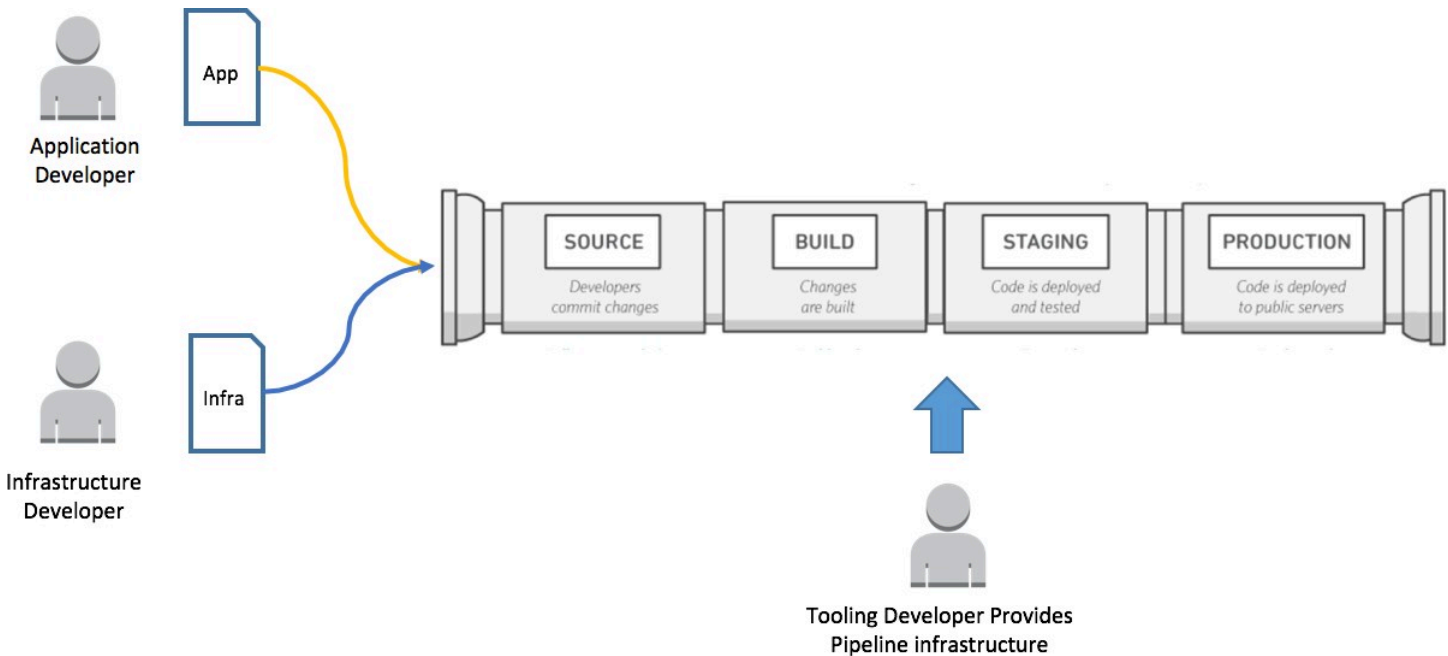 App
Application
Developer
SOURCE
Developers
commit changes
BUILD
Changes
are built
STAGING
Code is deployed
and tested
PRODUCTION
Code is deployed
to public servers
Infra
Infrastructure
Developer
Tooling Developer Provides
Pipeline infrastructure